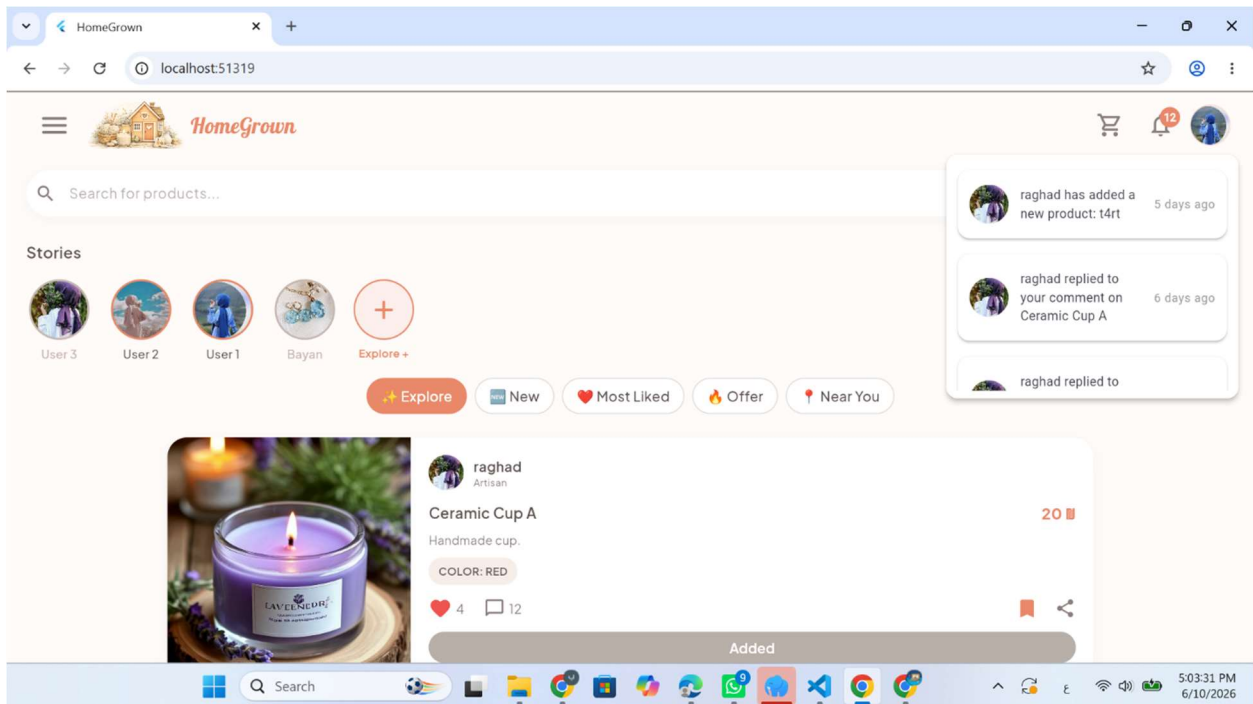 HomeGrown
localhost:51319
HomeGrown
12
Search for products...
raghad has added a
new product: t4rt
5 days ago
raghad replied to
your comment on
Ceramic Cup A
6 days ago
raghad replied to
Stories
User 3
User 2
User 1
Bayan
Explore +
✨ Explore
🆕 New
❤️ Most Liked
🔥 Offer
📍 Near You
raghad
Artisan
Ceramic Cup A
20 ₪
Handmade cup.
COLOR: RED
4
12
LAVEENEDR
Added
Search
9
ع
5:03:31 PM
6/10/2026